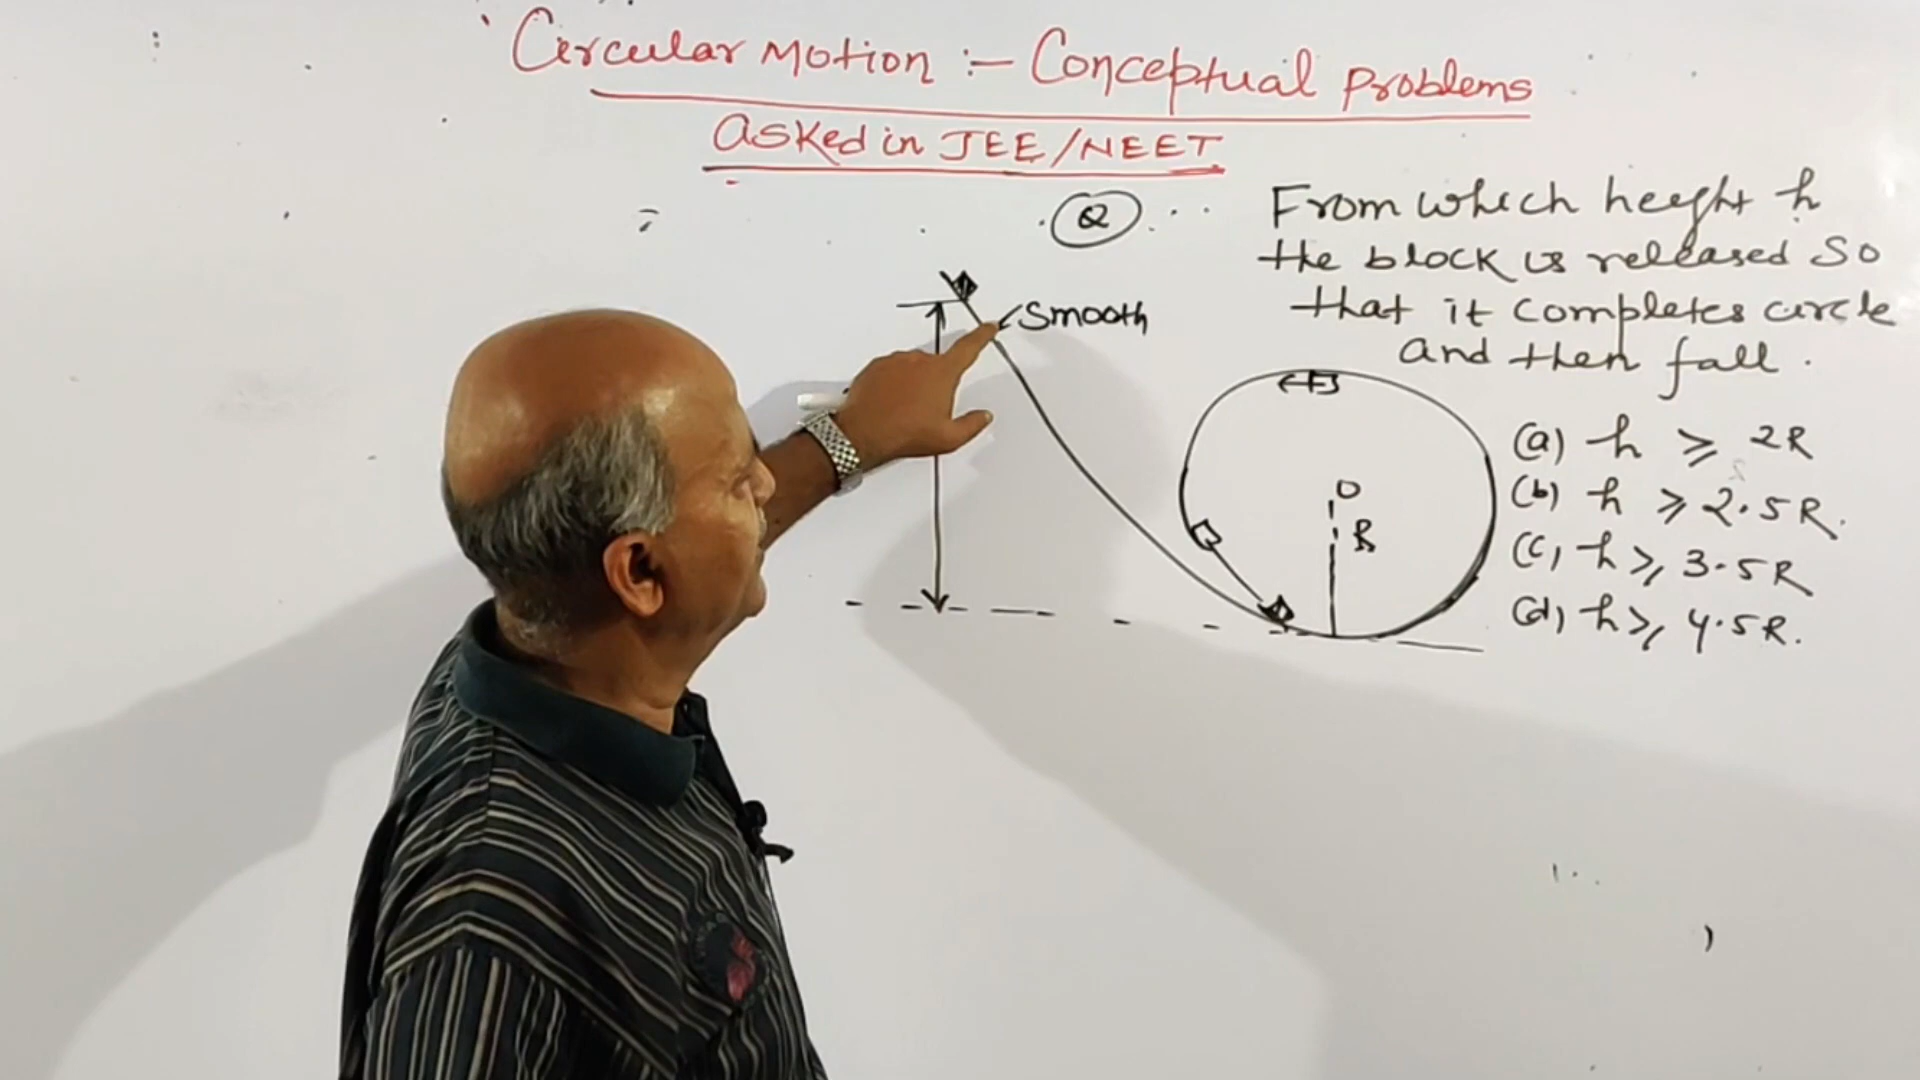 Circular Motion :- Conceptual Problems
asked in JEE/NEET
Q
From which height h
the block is released so
that it completes circle
and then fall.
Smooth
(a) h ⩾ 2R
(b) h ⩾ 2.5R.
(c) h ⩾ 3.5R
(d) h ⩾ 4.5R.
O
R